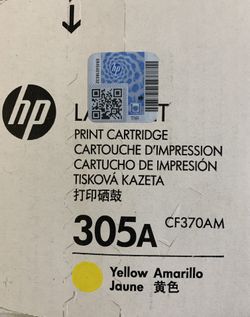 hp
PRINT CARTRIDGE
CARTOUCHE D'IMPRESSION
CARTUCHO DE IMPRESIÓN
TISKOVÁ KAZETA
打印硒鼓
305A CF370AM
Yellow Amarillo
Jaune 黄色